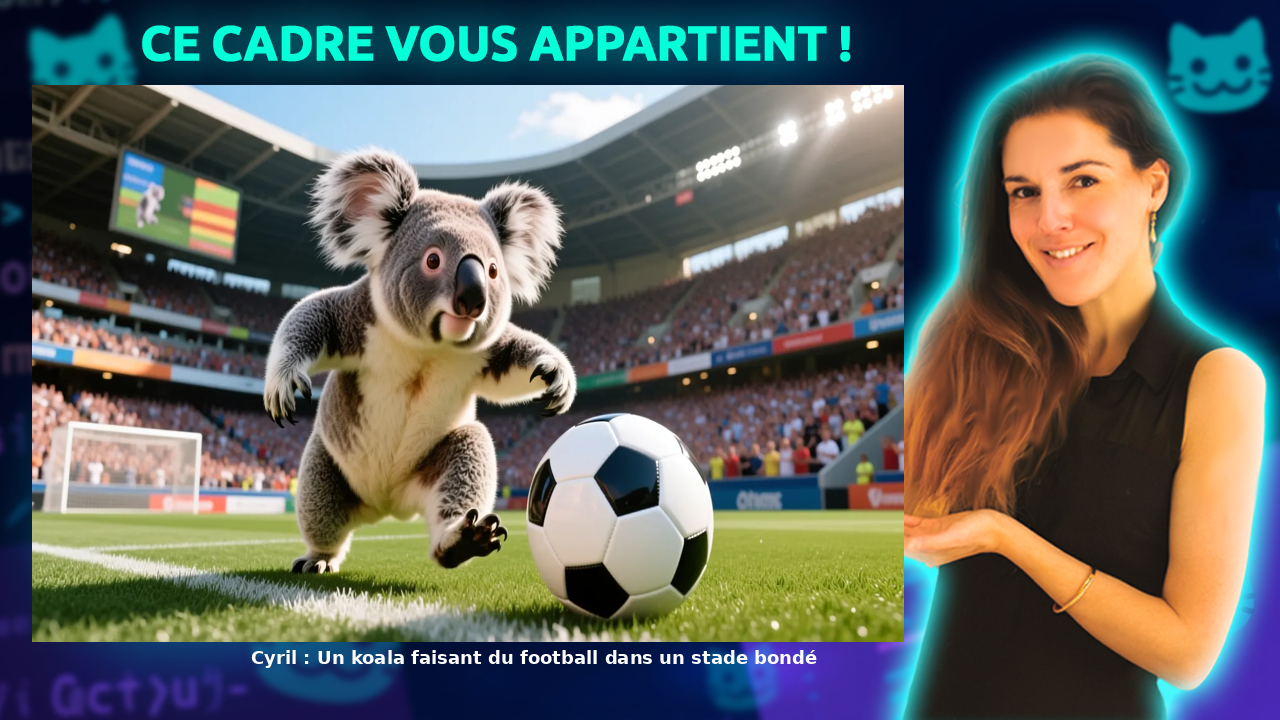 CE CADRE VOUS APPARTIENT !
Cyril : Un koala faisant du football dans un stade bondé